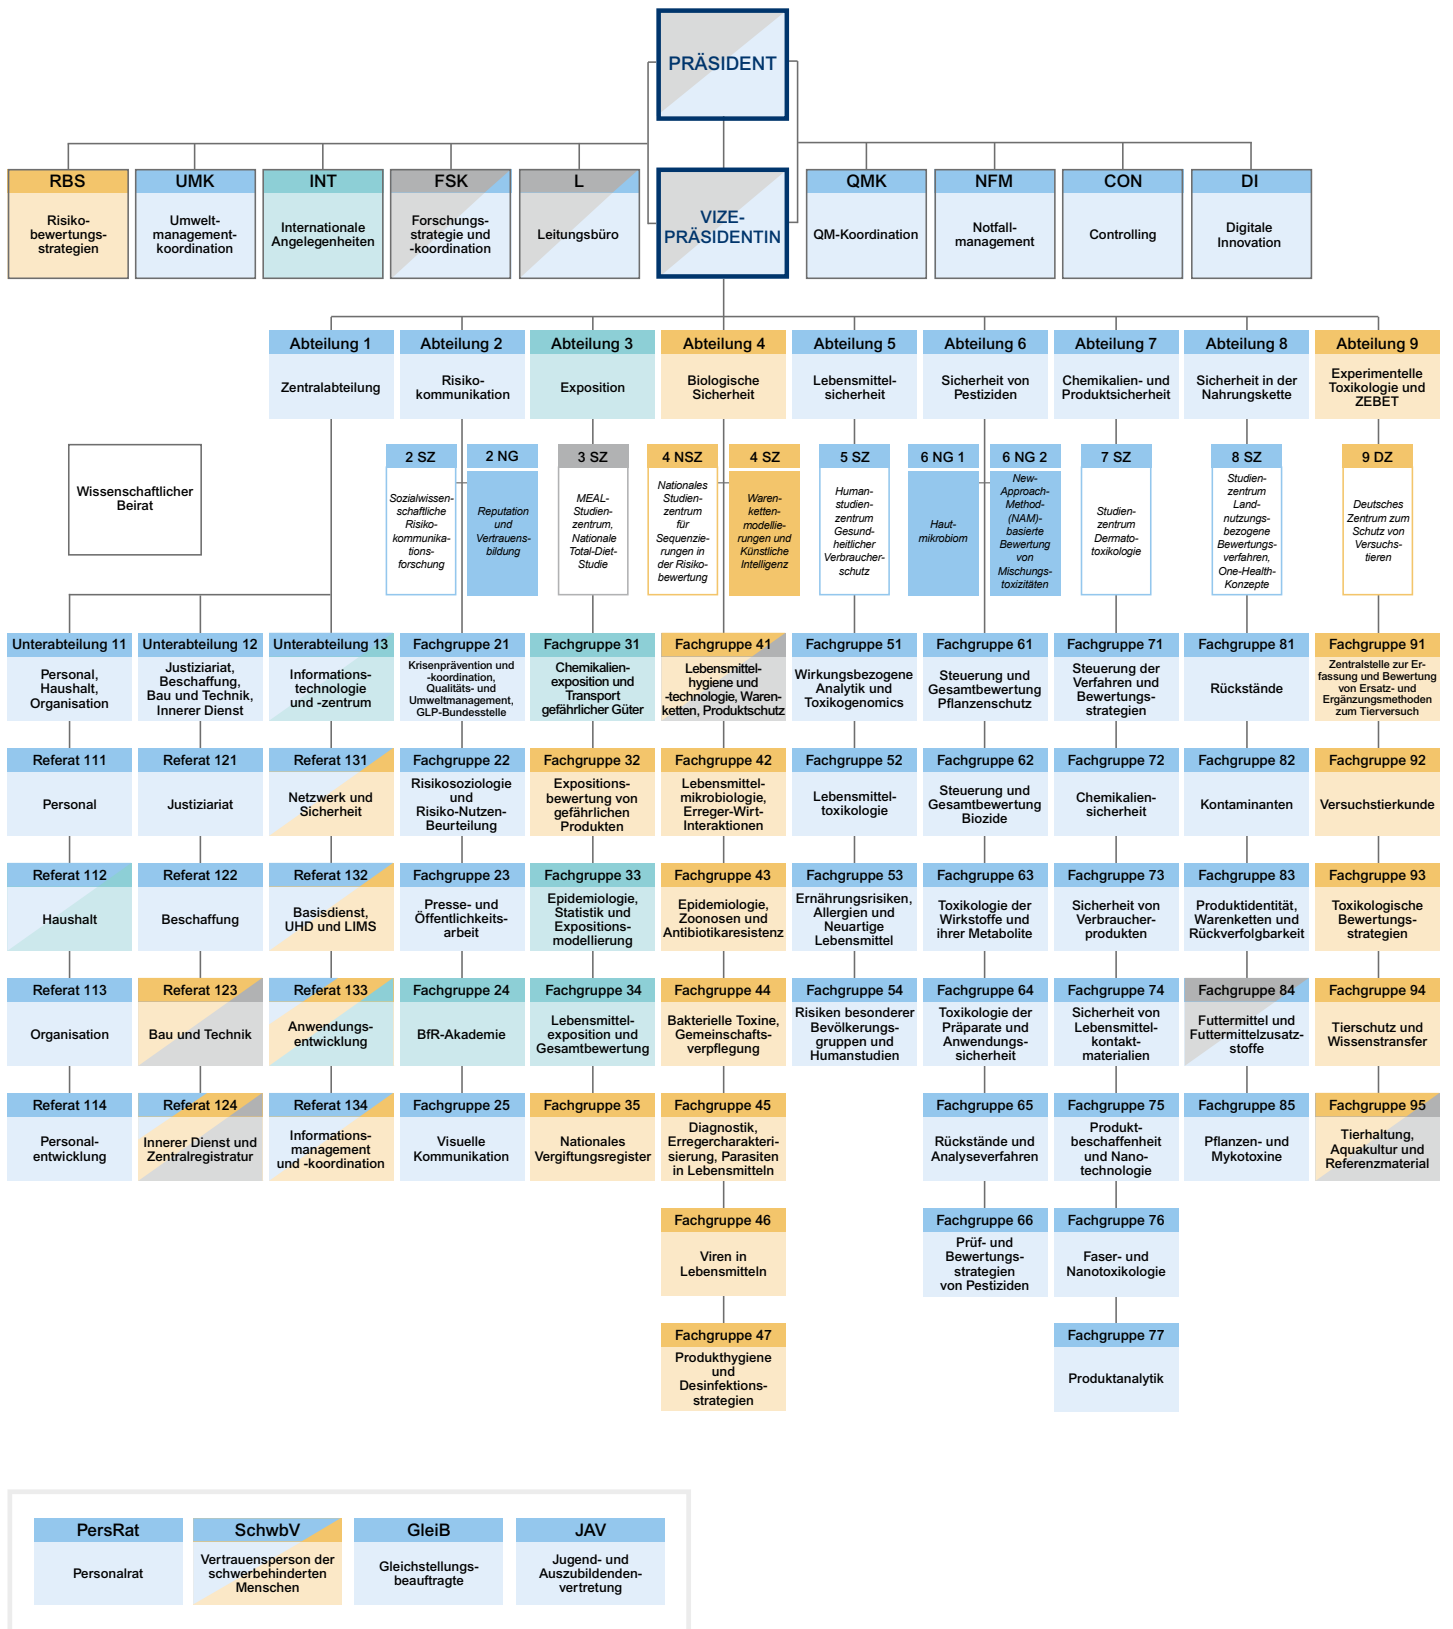 PRÄSIDENT
RBS
Risiko-
bewertungs-
strategien
UMK
Umwelt-
management-
koordination
INT
Internationale
Angelegenheiten
FSK
Forschungs-
strategie und
-koordination
L
Leitungsbüro
VIZE-
PRÄSIDENTIN
QMK
QM-Koordination
NFM
Notfall-
management
CON
Controlling
DI
Digitale
Innovation
Abteilung 1
Zentralabteilung
Abteilung 2
Risiko-
kommunikation
Abteilung 3
Exposition
Abteilung 4
Biologische
Sicherheit
Abteilung 5
Lebensmittel-
sicherheit
Abteilung 6
Sicherheit von
Pestiziden
Abteilung 7
Chemikalien- und
Produktsicherheit
Abteilung 8
Sicherheit in der
Nahrungskette
Abteilung 9
Experimentelle
Toxikologie und
ZEBET
Wissenschaftlicher
Beirat
2 SZ
Sozialwissen-
schaftliche
Risiko-
kommunika-
tions-
forschung
2 NG
Reputation
und
Vertrauens-
bildung
3 SZ
MEAL-
Studien-
zentrum,
Nationale
Total-Diet-
Studie
4 NSZ
Nationales
Studien-
zentrum
für
Sequenzie-
rungen in
der Risiko-
bewertung
4 SZ
Waren-
ketten-
modellie-
rungen und
Künstliche
Intelligenz
5 SZ
Human-
studien-
zentrum
Gesund-
heitlicher
Verbraucher-
schutz
6 NG 1
Haut-
mikrobiom
6 NG 2
New-
Approach-
Method-
(NAM)-
basierte
Bewertung
von
Mischungs-
toxizitäten
7 SZ
Studien-
zentrum
Dermato-
toxikologie
8 SZ
Studien-
zentrum
Land-
nutzungs-
bezogene
Bewertungs-
verfahren,
One-Health-
Konzepte
9 DZ
Deutsches
Zentrum zum
Schutz von
Versuchs-
tieren
Unterabteilung 11
Personal,
Haushalt,
Organisation
Unterabteilung 12
Justiziariat,
Beschaffung,
Bau und Technik,
Innerer Dienst
Unterabteilung 13
Informations-
technologie
und -zentrum
Fachgruppe 21
Krisenprävention und
-koordination,
Qualitäts- und
Umweltmanagement,
GLP-Bundesstelle
Fachgruppe 31
Chemikalien-
exposition und
Transport
gefährlicher Güter
Fachgruppe 41
Lebensmittel-
hygiene und
-technologie, Waren-
ketten, Produktschutz
Fachgruppe 51
Wirkungsbezogene
Analytik und
Toxikogenomics
Fachgruppe 61
Steuerung und
Gesamtbewertung
Pflanzenschutz
Fachgruppe 71
Steuerung der
Verfahren und
Bewertungs-
strategien
Fachgruppe 81
Rückstände
Fachgruppe 91
Zentralstelle zur Er-
fassung und Bewertung
von Ersatz- und
Ergänzungsmethoden
zum Tierversuch
Referat 111
Personal
Referat 121
Justiziariat
Referat 131
Netzwerk und
Sicherheit
Fachgruppe 22
Risikosoziologie
und
Risiko-Nutzen-
Beurteilung
Fachgruppe 32
Expositions-
bewertung von
gefährlichen
Produkten
Fachgruppe 42
Lebensmittel-
mikrobiologie,
Erreger-Wirt-
Interaktionen
Fachgruppe 52
Lebensmittel-
toxikologie
Fachgruppe 62
Steuerung und
Gesamtbewertung
Biozide
Fachgruppe 72
Chemikalien-
sicherheit
Fachgruppe 82
Kontaminanten
Fachgruppe 92
Versuchstierkunde
Referat 112
Haushalt
Referat 122
Beschaffung
Referat 132
Basisdienst,
UHD und LIMS
Fachgruppe 23
Presse- und
Öffentlichkeits-
arbeit
Fachgruppe 33
Epidemiologie,
Statistik und
Expositions-
modellierung
Fachgruppe 43
Epidemiologie,
Zoonosen und
Antibiotikaresistenz
Fachgruppe 53
Ernährungsrisiken,
Allergien und
Neuartige
Lebensmittel
Fachgruppe 63
Toxikologie der
Wirkstoffe und
ihrer Metabolite
Fachgruppe 73
Sicherheit von
Verbraucher-
produkten
Fachgruppe 83
Produktidentität,
Warenketten und
Rückverfolgbarkeit
Fachgruppe 93
Toxikologische
Bewertungs-
strategien
Referat 113
Organisation
Referat 123
Bau und Technik
Referat 133
Anwendungs-
entwicklung
Fachgruppe 24
BfR-Akademie
Fachgruppe 34
Lebensmittel-
exposition und
Gesamtbewertung
Fachgruppe 44
Bakterielle Toxine,
Gemeinschafts-
verpflegung
Fachgruppe 54
Risiken besonderer
Bevölkerungs-
gruppen und
Humanstudien
Fachgruppe 64
Toxikologie der
Präparate und
Anwendungs-
sicherheit
Fachgruppe 74
Sicherheit von
Lebensmittel-
kontakt-
materialien
Fachgruppe 84
Futtermittel und
Futtermittelzusatz-
stoffe
Fachgruppe 94
Tierschutz und
Wissenstransfer
Referat 114
Personal-
entwicklung
Referat 124
Innerer Dienst und
Zentralregistratur
Referat 134
Informations-
management
und -koordination
Fachgruppe 25
Visuelle
Kommunikation
Fachgruppe 35
Nationales
Vergiftungsregister
Fachgruppe 45
Diagnostik,
Erregercharakteri-
sierung, Parasiten
in Lebensmitteln
Fachgruppe 65
Rückstände und
Analyseverfahren
Fachgruppe 75
Produkt-
beschaffenheit
und Nano-
technologie
Fachgruppe 85
Pflanzen- und
Mykotoxine
Fachgruppe 95
Tierhaltung,
Aquakultur und
Referenzmaterial
Fachgruppe 46
Viren in
Lebensmitteln
Fachgruppe 66
Prüf- und
Bewertungs-
strategien
von Pestiziden
Fachgruppe 76
Faser- und
Nanotoxikologie
Fachgruppe 47
Produkthygiene
und
Desinfektions-
strategien
Fachgruppe 77
Produktanalytik
PersRat
Personalrat
SchwbV
Vertrauensperson der
schwerbehinderten
Menschen
GleiB
Gleichstellungs-
beauftragte
JAV
Jugend- und
Auszubildenden-
vertretung